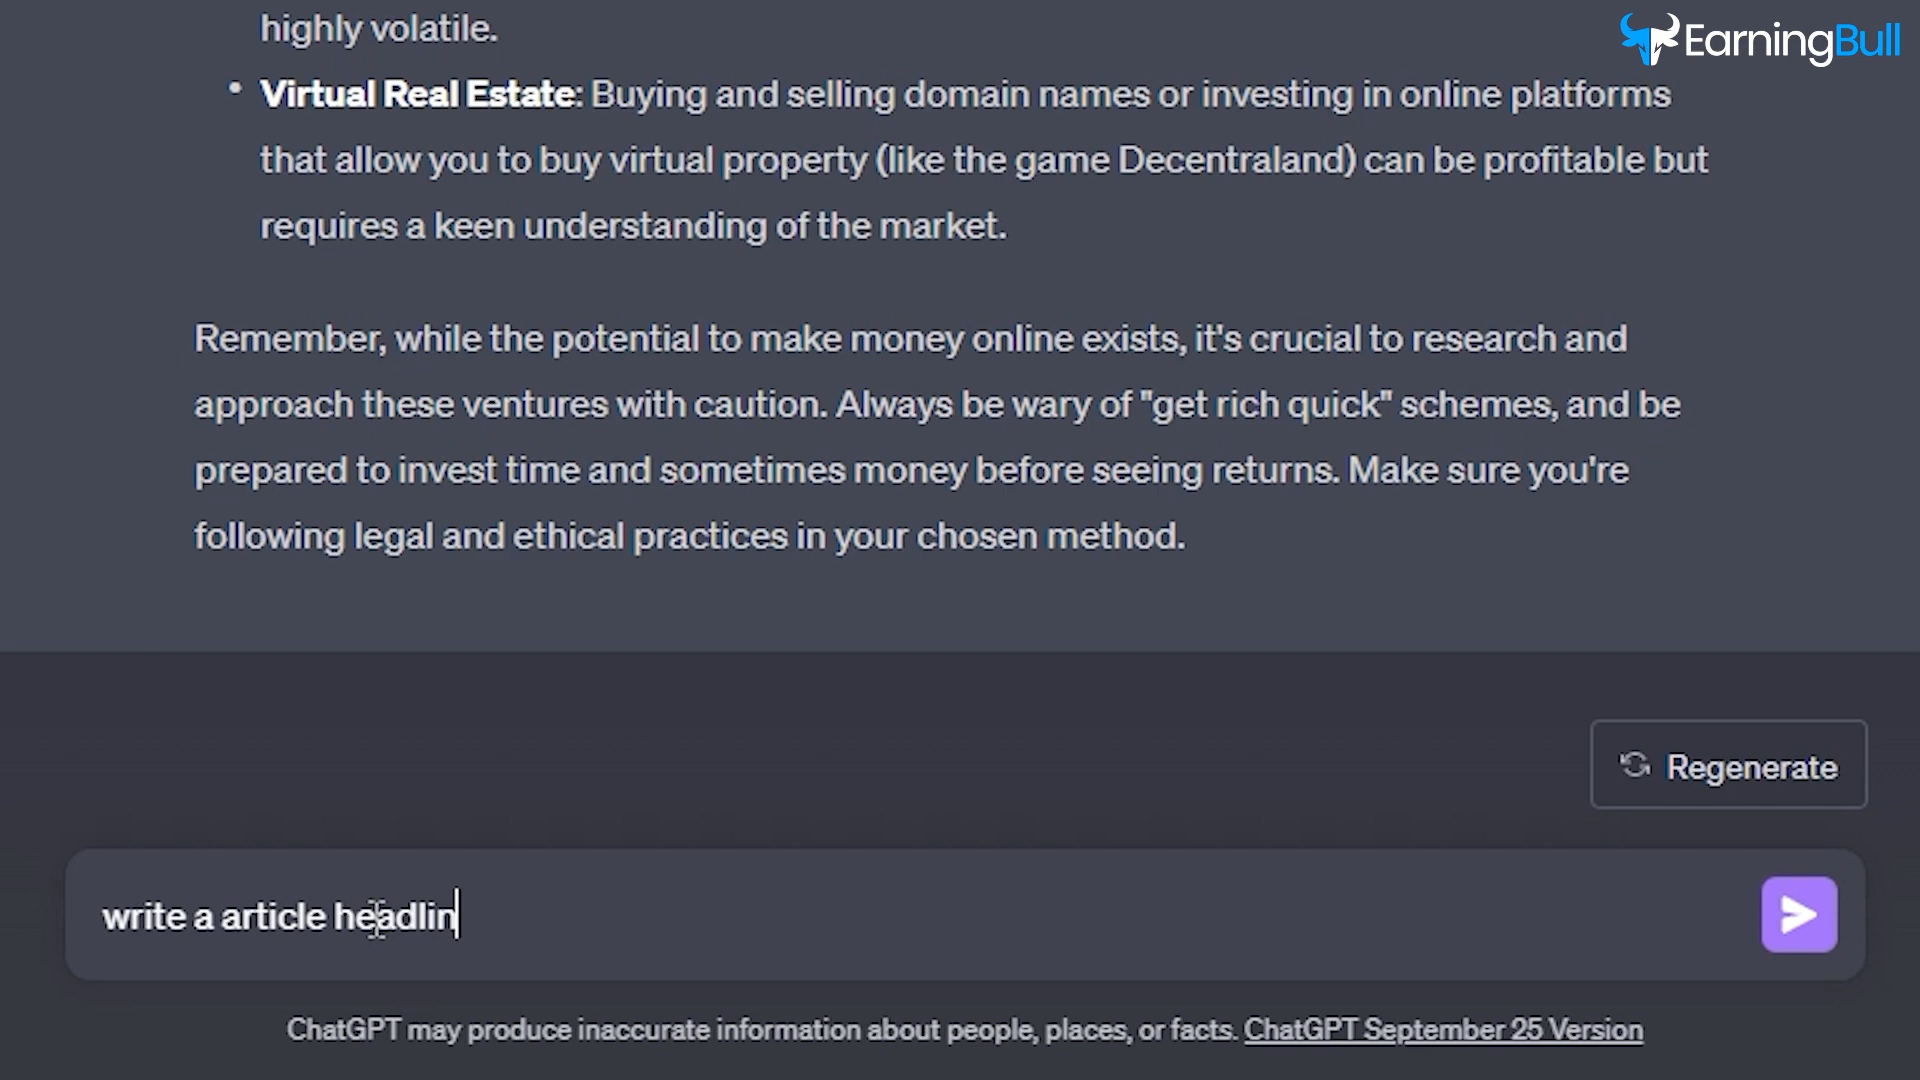 EarningBull
highly volatile.
• Virtual Real Estate: Buying and selling domain names or investing in online platforms
that allow you to buy virtual property (like the game Decentraland) can be profitable but
requires a keen understanding of the market.
Remember, while the potential to make money online exists, it's crucial to research and
approach these ventures with caution. Always be wary of "get rich quick" schemes, and be
prepared to invest time and sometimes money before seeing returns. Make sure you're
following legal and ethical practices in your chosen method.
Regenerate
write a article headlin
ChatGPT may produce inaccurate information about people, places, or facts. ChatGPT September 25 Version